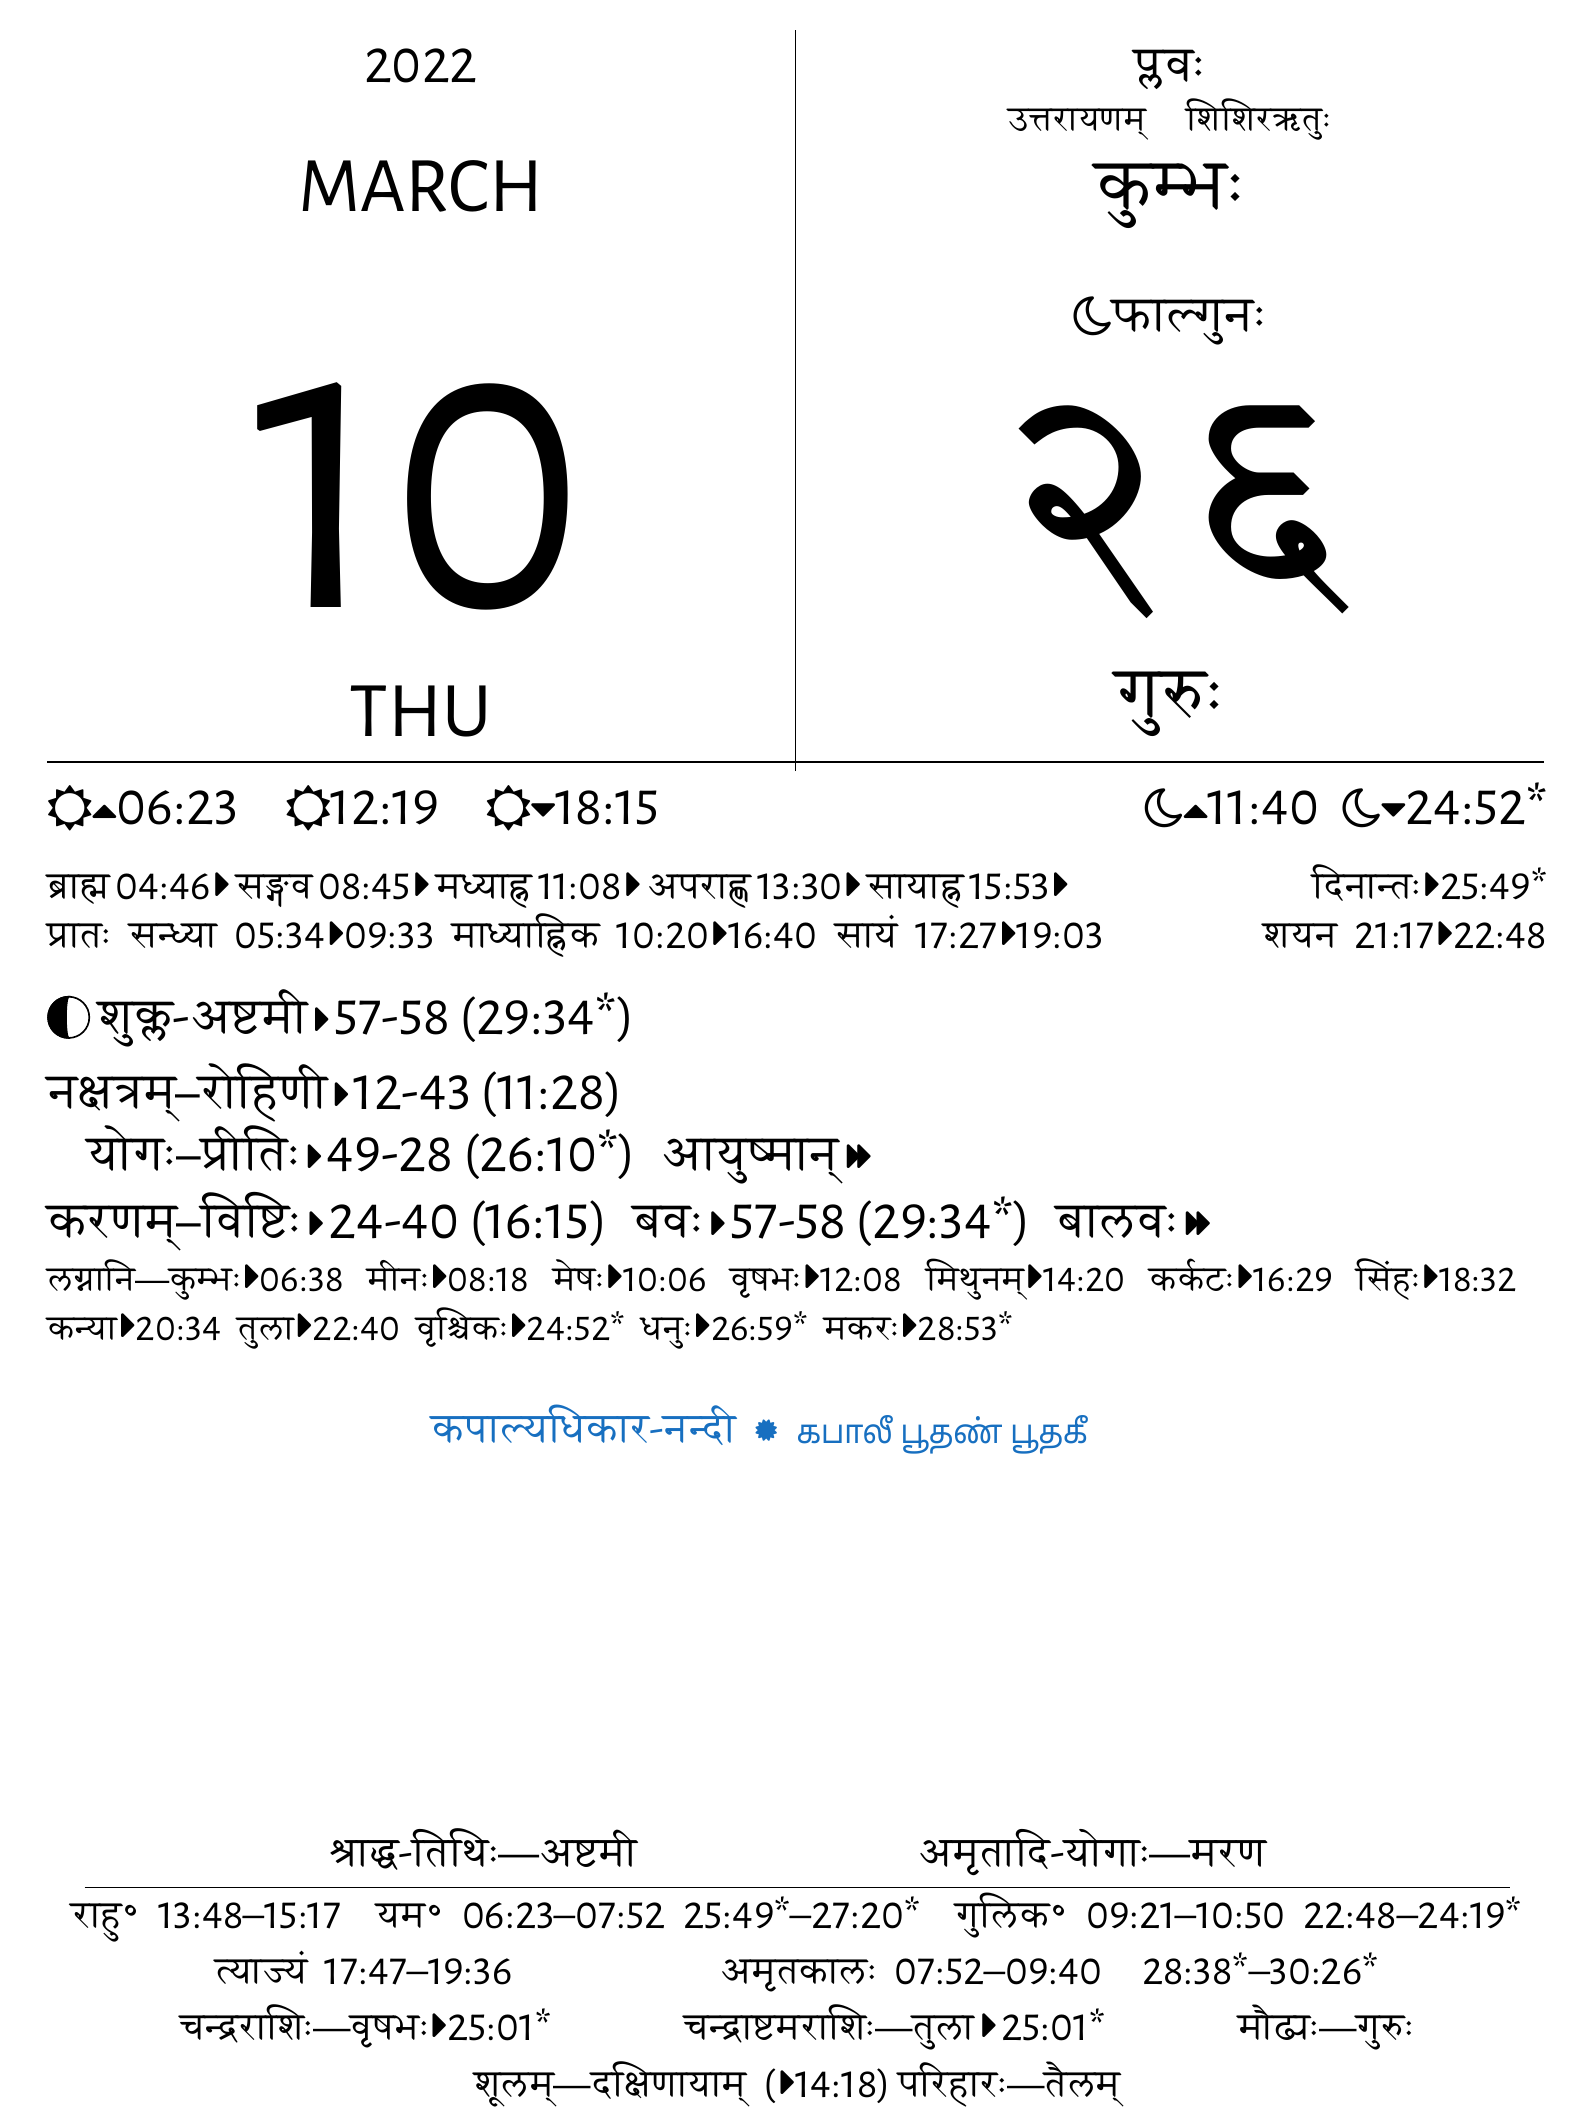 2022
MARCH
10
THU
प्लवः
उत्तरायणम् शिशिरऋतुः
कुम्भः
फाल्गुनः
२६
गुरुः
06:23 12:19 18:15 11:40 24:52*
ब्राह्म 04:46 सङ्गव 08:45 मध्याह्न 11:08 अपराह्ण 13:30 सायाह्न 15:53 दिनान्तः 25:49*
प्रातः सन्ध्या 05:34 09:33 माध्याह्निक 10:20 16:40 सायं 17:27 19:03 शयन 21:17 22:48
शुक्ल-अष्टमी 57-58 (29:34*)
नक्षत्रम्–रोहिणी 12-43 (11:28)
योगः–प्रीतिः 49-28 (26:10*) आयुष्मान्
करणम्–विष्टिः 24-40 (16:15) बवः 57-58 (29:34*) बालवः
लग्नानि—कुम्भः 06:38 मीनः 08:18 मेषः 10:06 वृषभः 12:08 मिथुनम् 14:20 कर्कटः 16:29 सिंहः 18:32
कन्या 20:34 तुला 22:40 वृश्चिकः 24:52* धनुः 26:59* मकरः 28:53*
कपाल्यधिकार-नन्दी கபாலீ பூதண் பூதகீ
श्राद्ध-तिथिः—अष्टमी अमृतादि-योगाः—मरण
राहु॰ 13:48–15:17 यम॰ 06:23–07:52 25:49*–27:20* गुलिक॰ 09:21–10:50 22:48–24:19*
त्याज्यं 17:47–19:36 अमृतकालः 07:52–09:40 28:38*–30:26*
चन्द्रराशिः—वृषभः 25:01* चन्द्राष्टमराशिः—तुला 25:01* मौढ्यः—गुरुः
शूलम्—दक्षिणायाम् (14:18) परिहारः—तैलम्